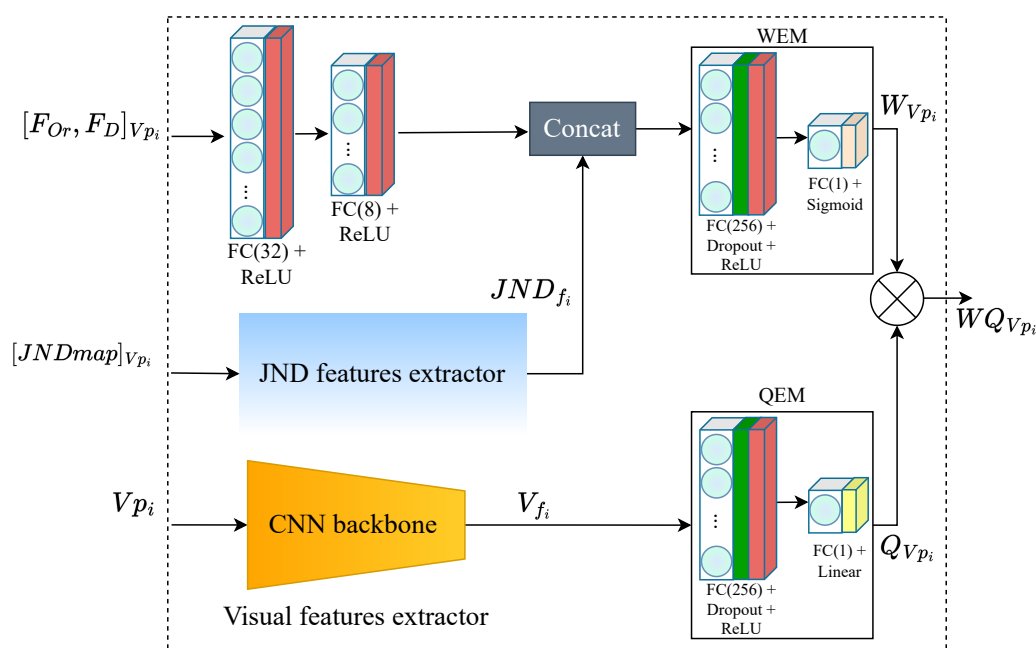 WEM
[F_{Or}, F_D]_{Vp_i}
Concat
W_{Vp_i}
...
...
...
FC(1) +
Sigmoid
FC(8) +
ReLU
FC(32) +
ReLU
FC(256) +
Dropout +
ReLU
JND_{f_i}
WQ_{Vp_i}
[JNDmap]_{Vp_i}
JND features extractor
QEM
Vp_i
CNN backbone
V_{f_i}
...
FC(1) +
Linear
Q_{Vp_i}
FC(256) +
Dropout +
ReLU
Visual features extractor